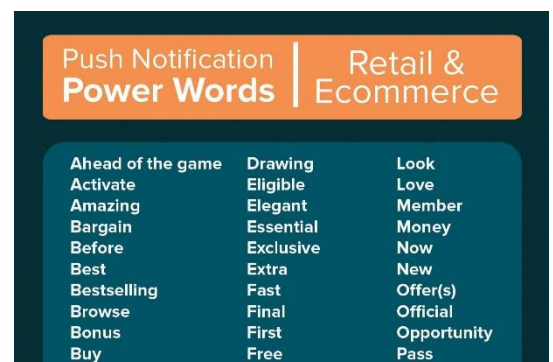 Push Notification
Power Words
Retail &
Ecommerce
Ahead of the game
Activate
Amazing
Bargain
Before
Best
Bestselling
Browse
Bonus
Buy
Drawing
Eligible
Elegant
Essential
Exclusive
Extra
Fast
Final
First
Free
Look
Love
Member
Money
Now
New
Offer(s)
Official
Opportunity
Pass